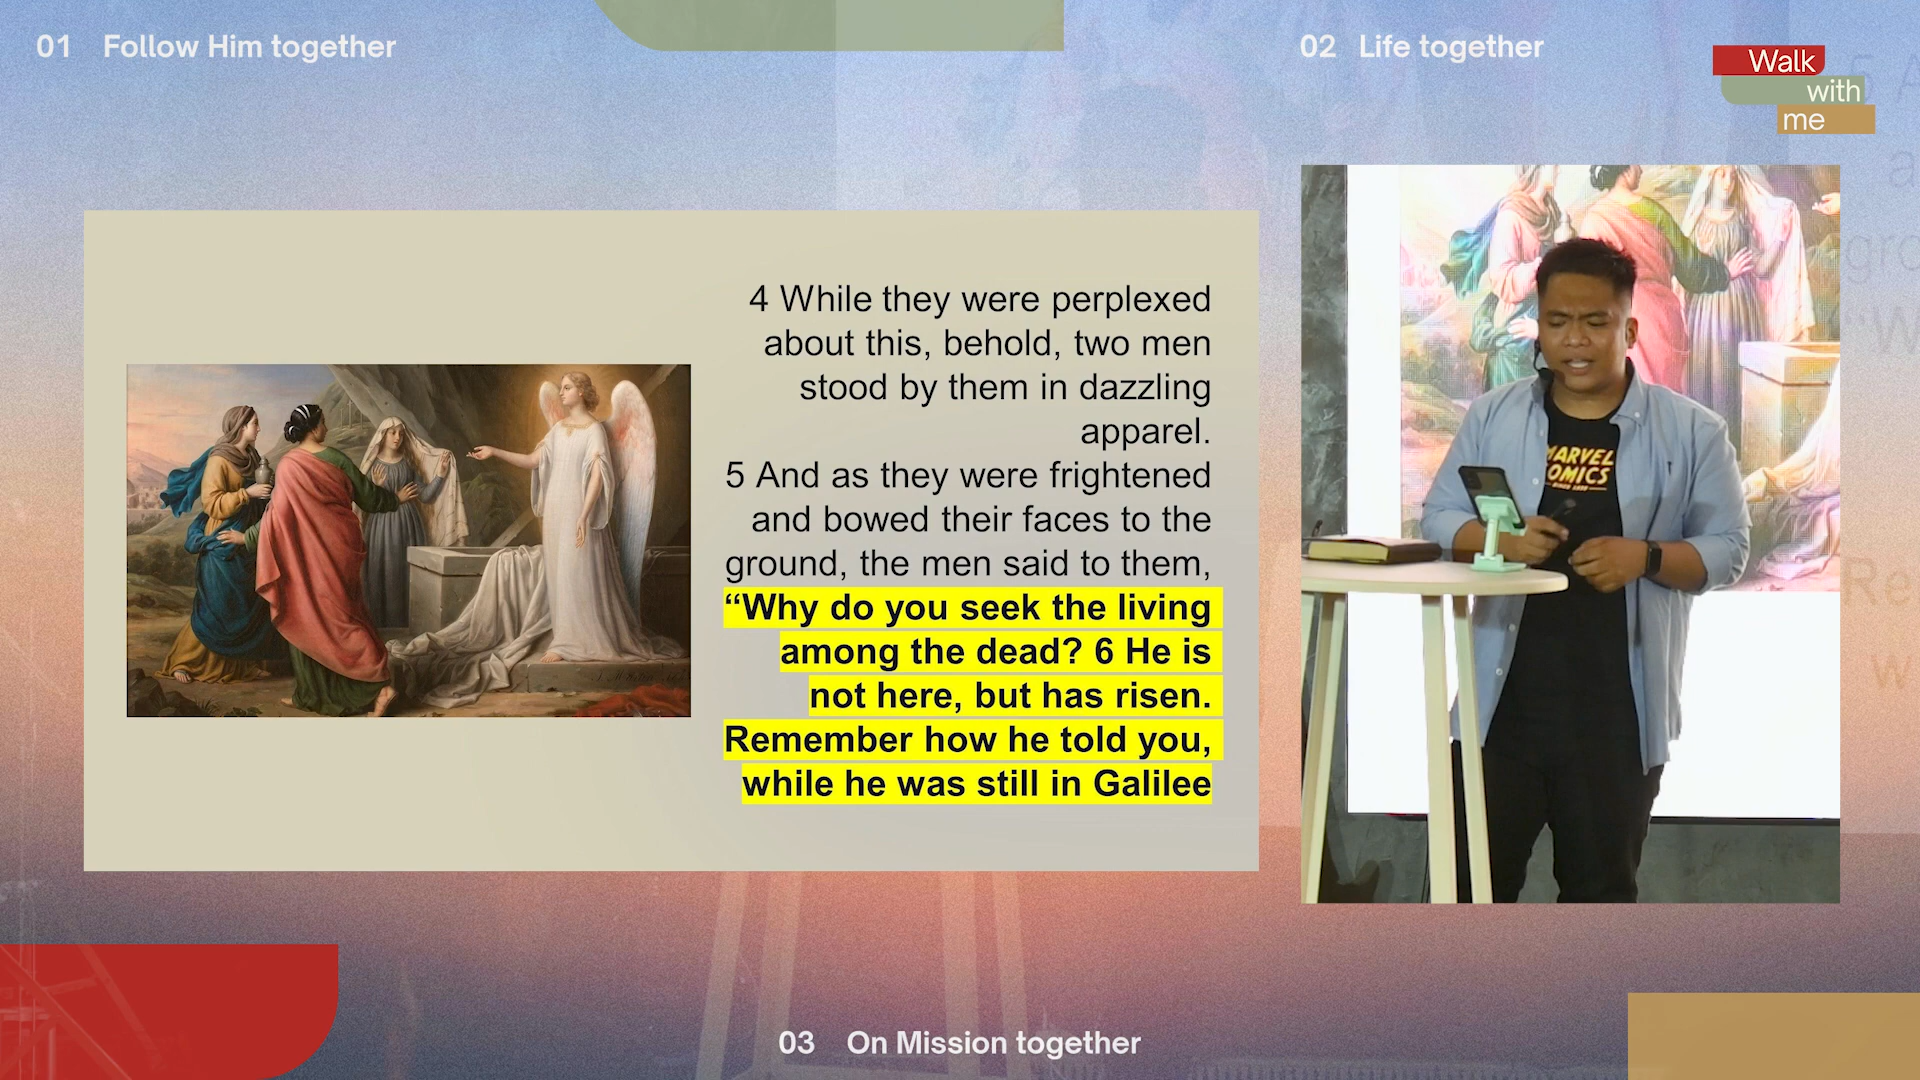 01 Follow Him together
02 Life together
Walk
with
me
4 While they were perplexed
about this, behold, two men
stood by them in dazzling
apparel.
5 And as they were frightened
and bowed their faces to the
ground, the men said to them,
“Why do you seek the living
among the dead? 6 He is
not here, but has risen.
Remember how he told you,
while he was still in Galilee
MARVEL
COMICS
03 On Mission together